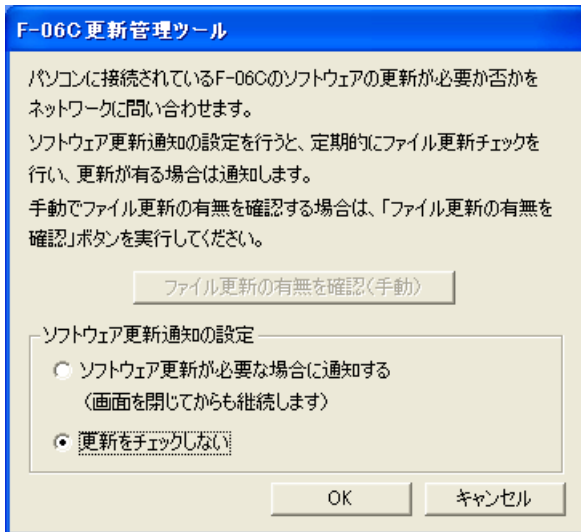 F-06C更新管理ツール
パソコンに接続されているF-06Cのソフトウェアの更新が必要か否かを
ネットワークに問い合わせます。
ソフトウェア更新通知の設定を行うと、定期的にファイル更新チェックを
行い、更新が有る場合は通知します。
手動でファイル更新の有無を確認する場合は、「ファイル更新の有無を
確認」ボタンを実行してください。
ファイル更新の有無を確認(手動)
ソフトウェア更新通知の設定
ソフトウェア更新が必要な場合に通知する
(画面を閉じてからも継続します)
更新をチェックしない
OK キャンセル